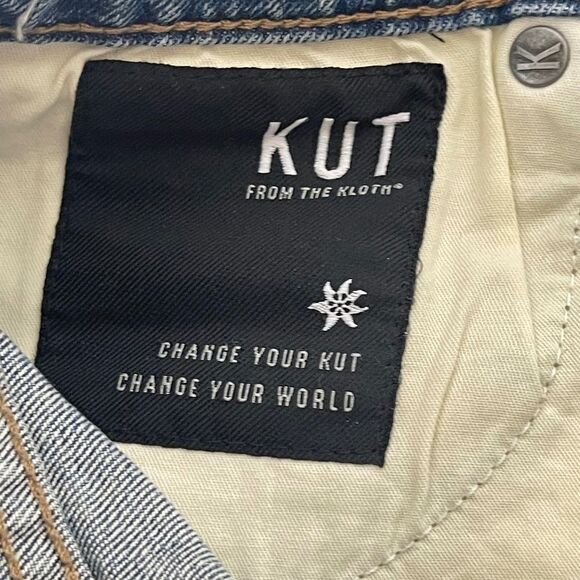 KUT
FROM THE KLOTH®
CHANGE YOUR KUT
CHANGE YOUR WORLD
K